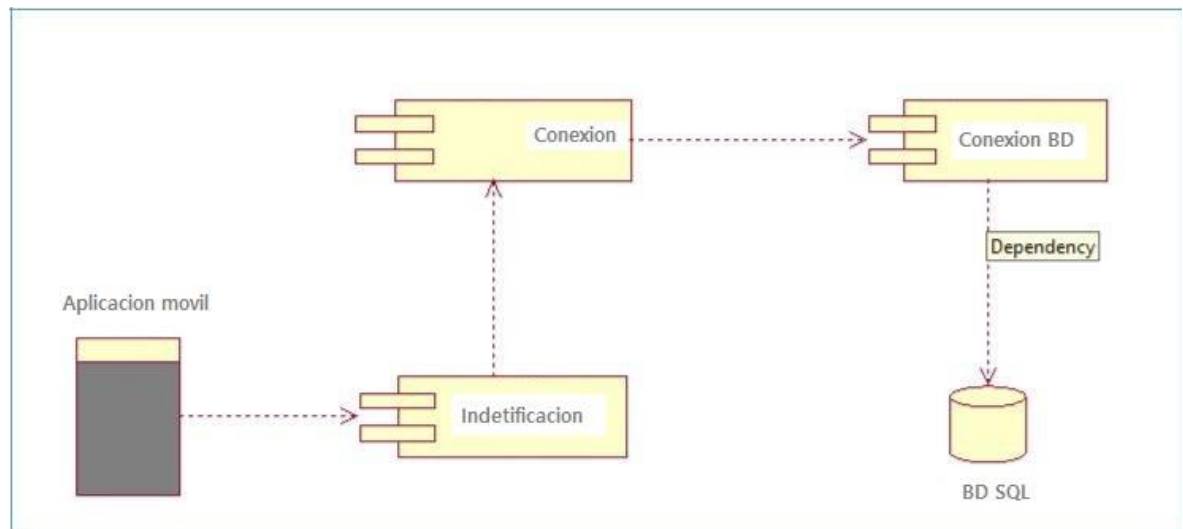 Conexion
Conexion BD
Dependency
Aplicacion movil
Indetificacion
BD SQL